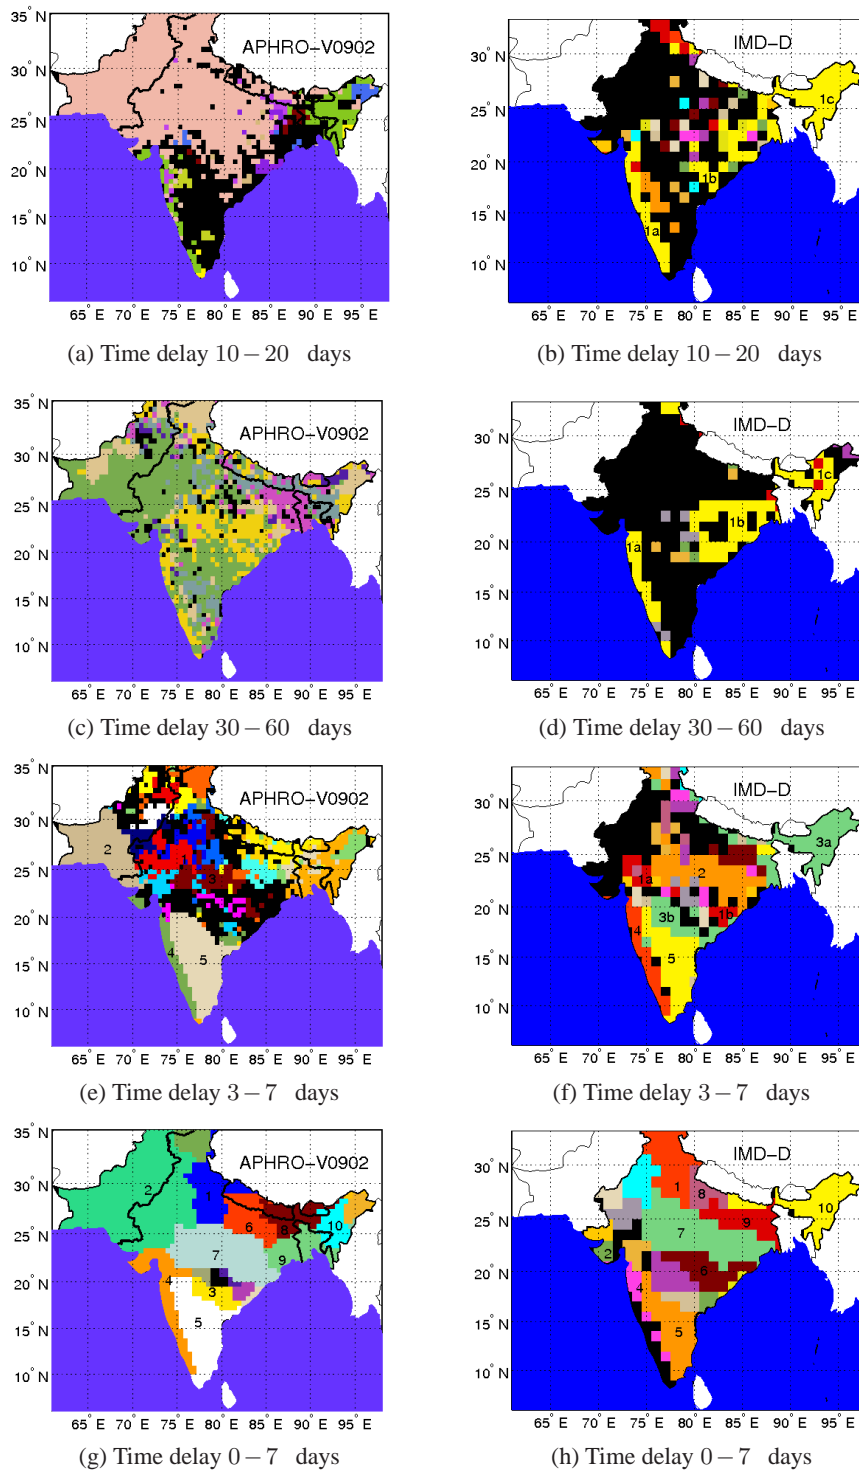 APHRO-V0902
35° N
30° N
25° N
20° N
15° N
10° N
65° E 70° E 75° E 80° E 85° E 90° E 95° E
(a) Time delay 10 – 20 days
IMD-D
1c
1b
1a
30° N
25° N
20° N
15° N
10° N
65° E 70° E 75° E 80° E 85° E 90° E 95° E
(b) Time delay 10 – 20 days
APHRO-V0902
35° N
30° N
25° N
20° N
15° N
10° N
65° E 70° E 75° E 80° E 85° E 90° E 95° E
(c) Time delay 30 – 60 days
IMD-D
1c
1b
1a
30° N
25° N
20° N
15° N
10° N
65° E 70° E 75° E 80° E 85° E 90° E 95° E
(d) Time delay 30 – 60 days
APHRO-V0902
35° N
30° N
25° N
20° N
15° N
10° N
2
3
4
5
65° E 70° E 75° E 80° E 85° E 90° E 95° E
(e) Time delay 3 – 7 days
IMD-D
30° N
25° N
20° N
15° N
10° N
3a
1a
2
3b
1b
4
5
65° E 70° E 75° E 80° E 85° E 90° E 95° E
(f) Time delay 3 – 7 days
APHRO-V0902
35° N
30° N
25° N
20° N
15° N
10° N
2
1
6
8
10
7
9
4
3
5
65° E 70° E 75° E 80° E 85° E 90° E 95° E
(g) Time delay 0 – 7 days
IMD-D
30° N
25° N
20° N
15° N
10° N
1
8
10
9
7
2
6
4
5
65° E 70° E 75° E 80° E 85° E 90° E 95° E
(h) Time delay 0 – 7 days